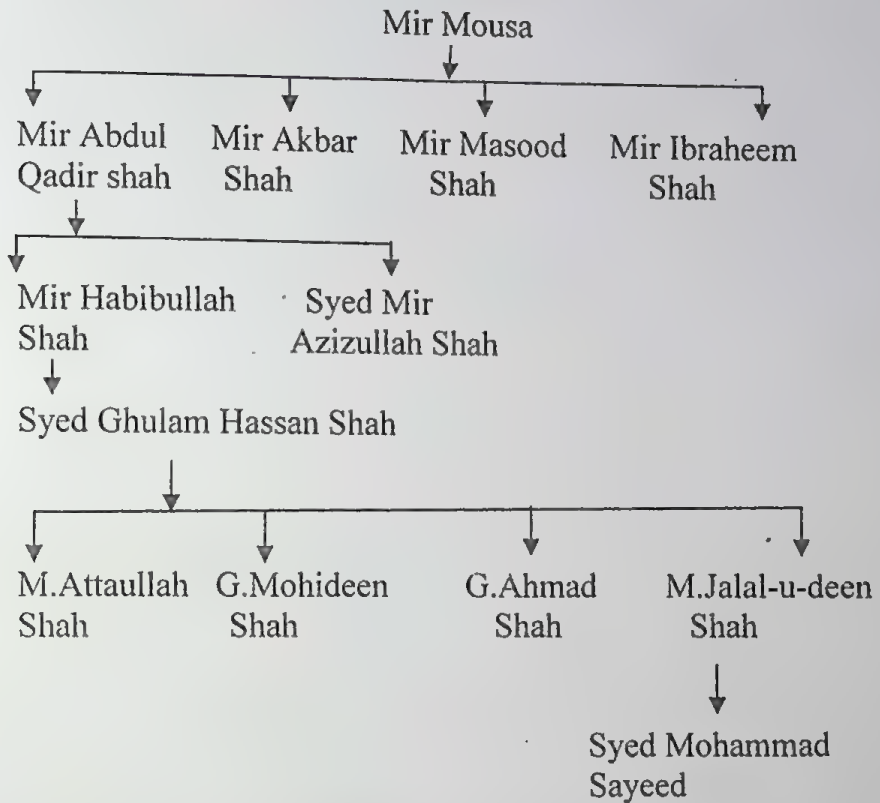 Mir Mousa
Mir Abdul
Qadir shah
Mir Akbar
Shah
Mir Masood
Shah
Mir Ibraheem
Shah
Mir Habibullah
Shah
Syed Mir
Azizullah Shah
Syed Ghulam Hassan Shah
M.Attaullah
Shah
G.Mohideen
Shah
G.Ahmad
Shah
M.Jalal-u-deen
Shah
Syed Mohammad
Sayeed